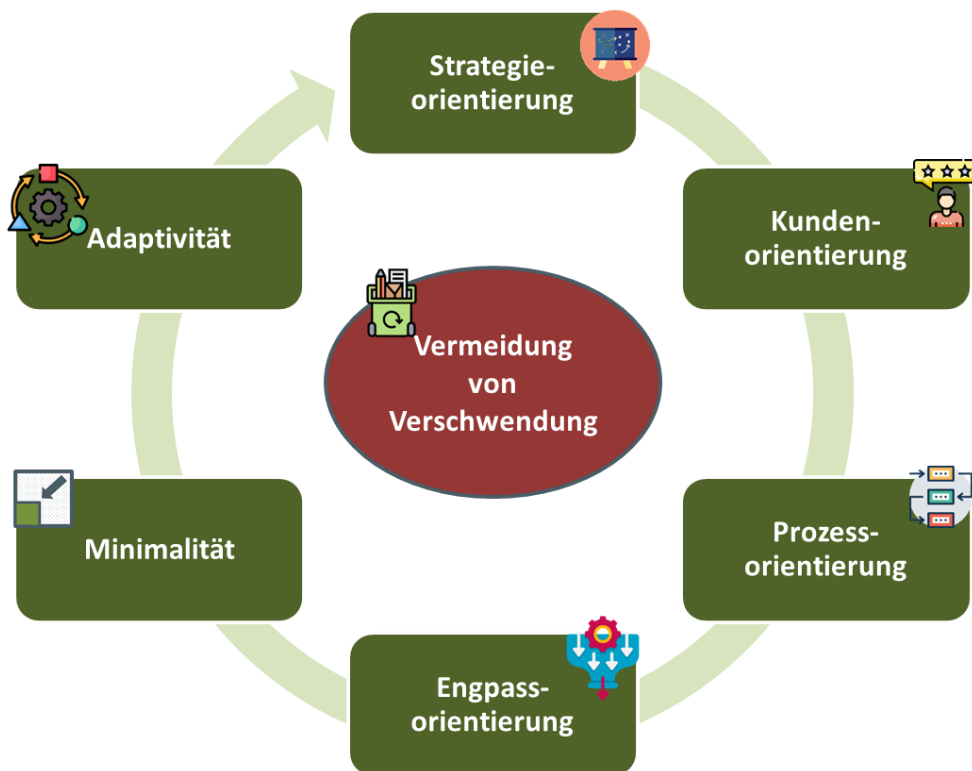 Strategie-
orientierung
Kunden-
orientierung
Prozess-
orientierung
Engpass-
orientierung
Minimalität
Adaptivität
Vermeidung
von
Verschwendung